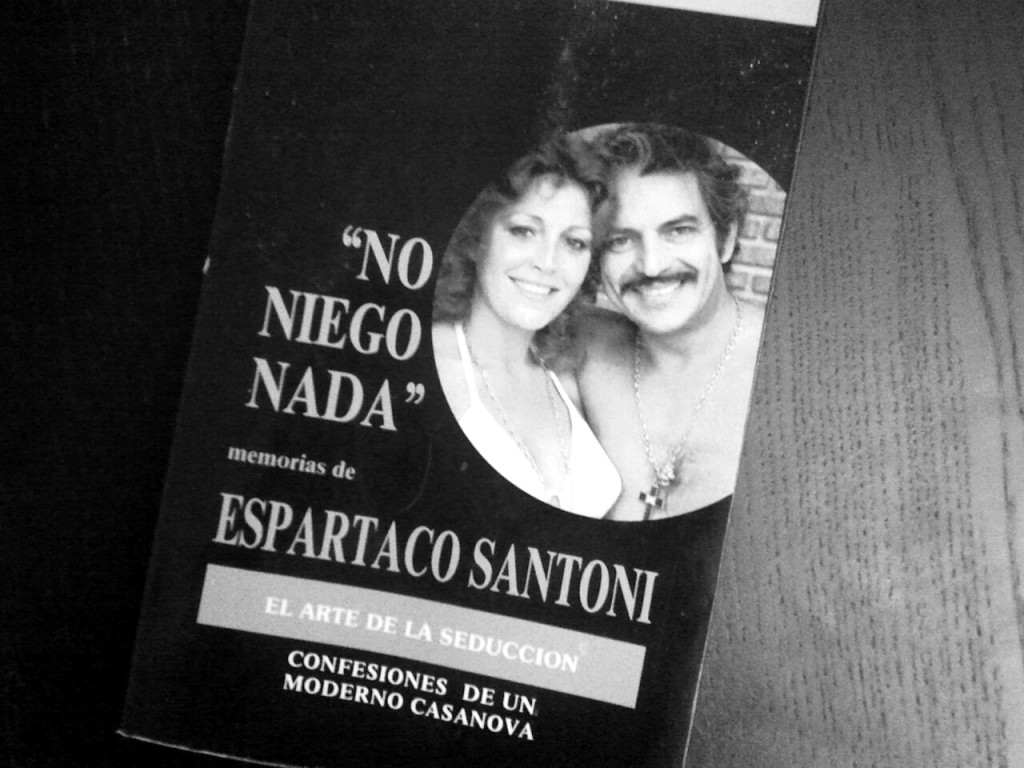 “NO
NIEGO
NADA”
memorias de
ESPARTACO SANTONI
EL ARTE DE LA SEDUCCION
CONFESIONES DE UN
MODERNO CASANOVA